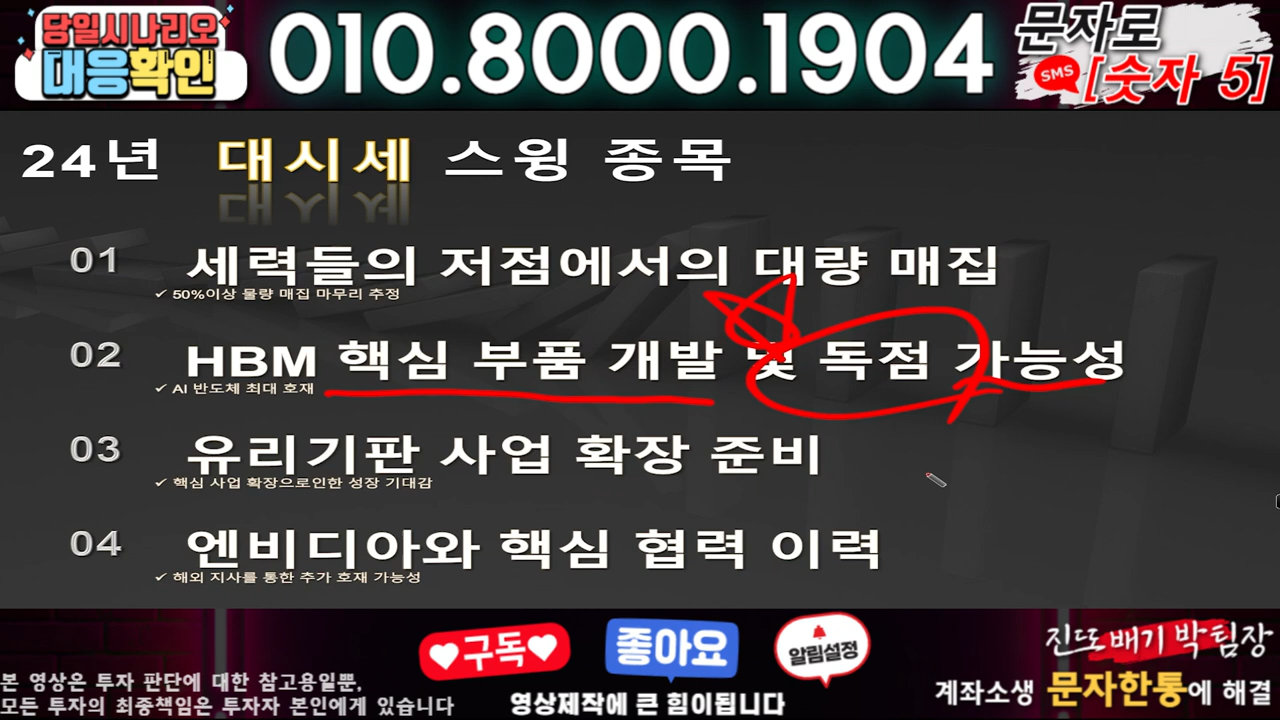 당일시나리오
대응확인
010.8000.1904
문자로
SMS
[숫자 5]
24년 대시세 스윙 종목
01 세력들의 저점에서의 대량 매집
✓ 50%이상 물량 매집 마무리 추정
02 HBM 핵심 부품 개발 및 독점 가능성
✓ AI 반도체 최대 호재
03 유리기판 사업 확장 준비
✓ 핵심 사업 확장으로인한 성장 기대감
04 엔비디아와 핵심 협력 이력
✓ 해외 지사를 통한 추가 호재 가능성
구독
좋아요
알림설정
영상제작에 큰 힘이됩니다
본 영상은 투자 판단에 대한 참고용일뿐,
모든 투자의 최종책임은 투자자 본인에게 있습니다
진또배기 박팀장
계좌소생 문자한통에 해결